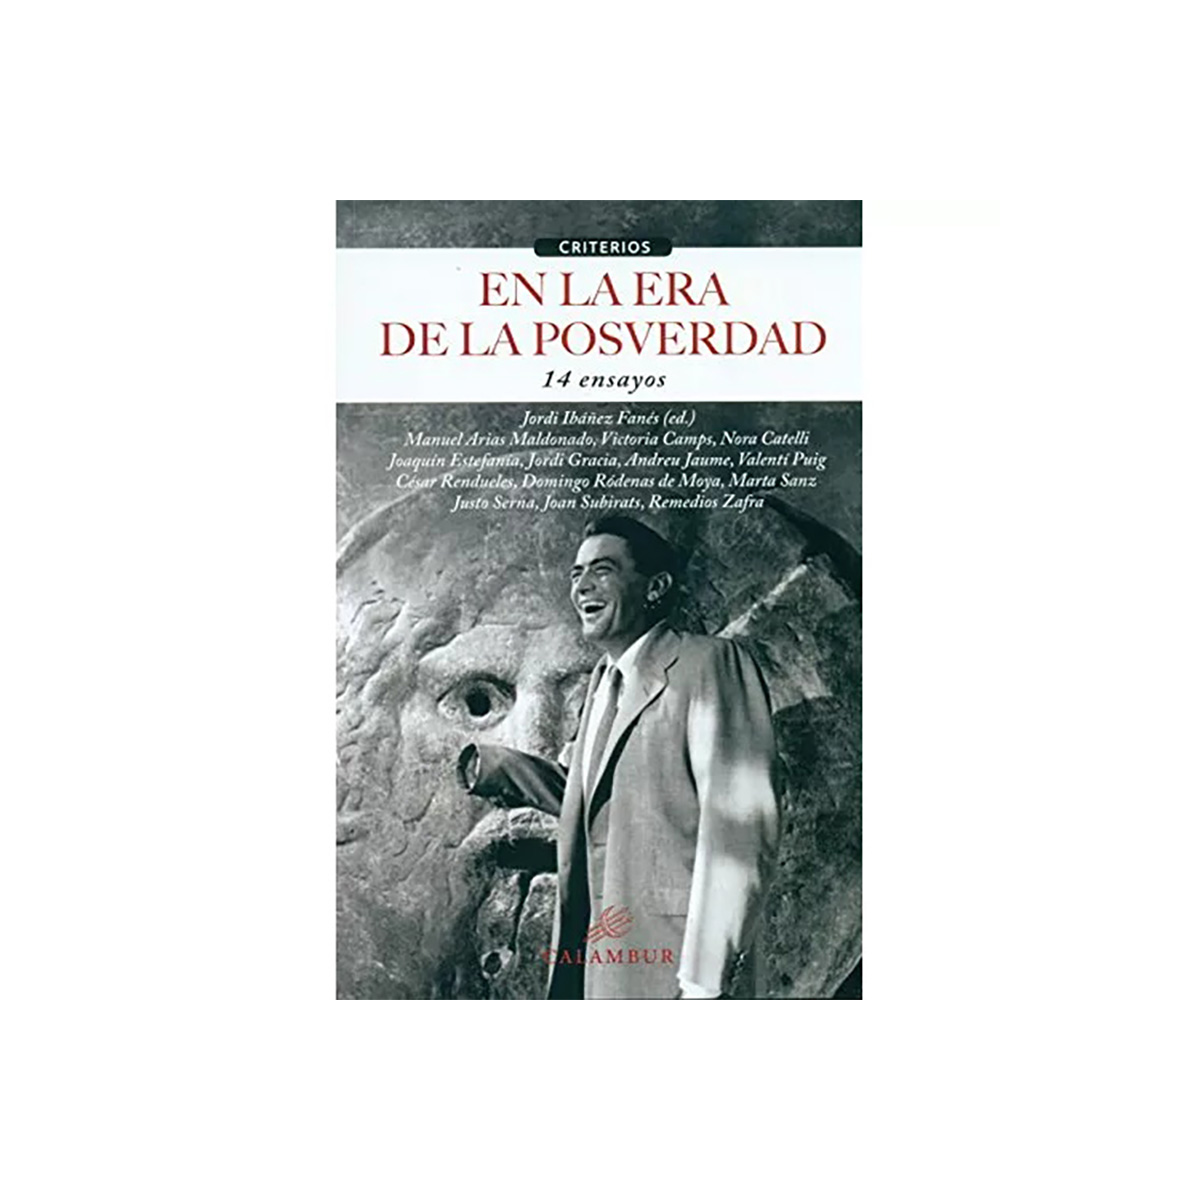 CRITERIOS
EN LA ERA
DE LA POSVERDAD
14 ensayos
Jordi Ibáñez Fanés (ed.)
Manuel Arias Maldonado, Victoria Camps, Nora Catelli
Joaquín Estefanía, Jordi Gracia, Andreu Jaume, Valentí Puig
César Rendueles, Domingo Ródenas de Moya, Marta Sanz
Justo Serna, Joan Subirats, Remedios Zafra
CALAMBUR